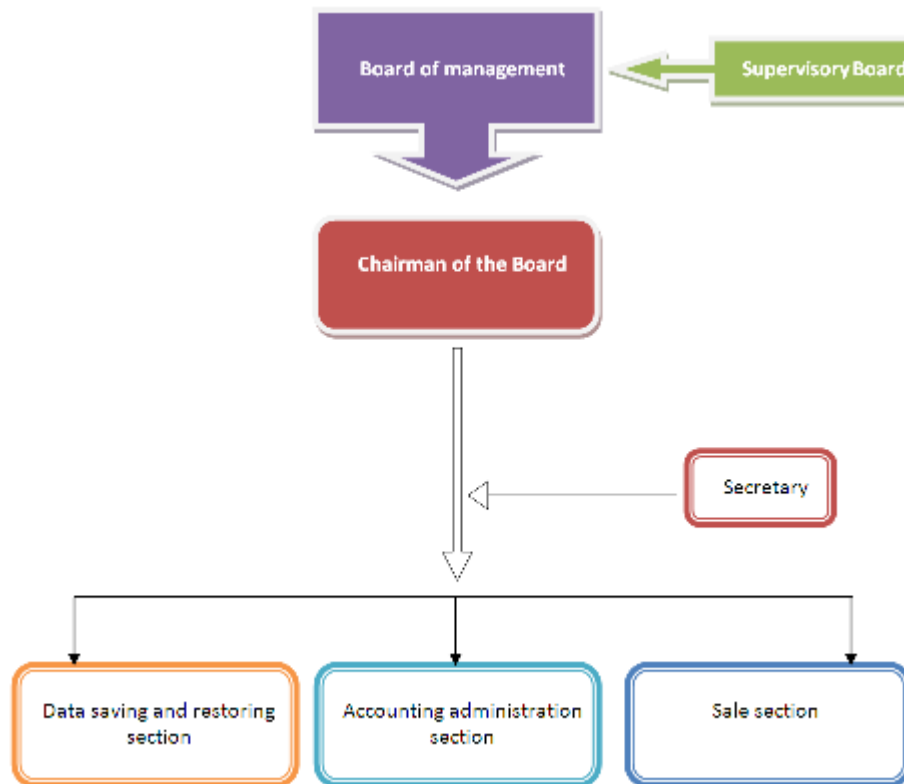 Board of management
Supervisory Board
Chairman of the Board
Secretary
Data saving and restoring
section
Accounting administration
section
Sale section